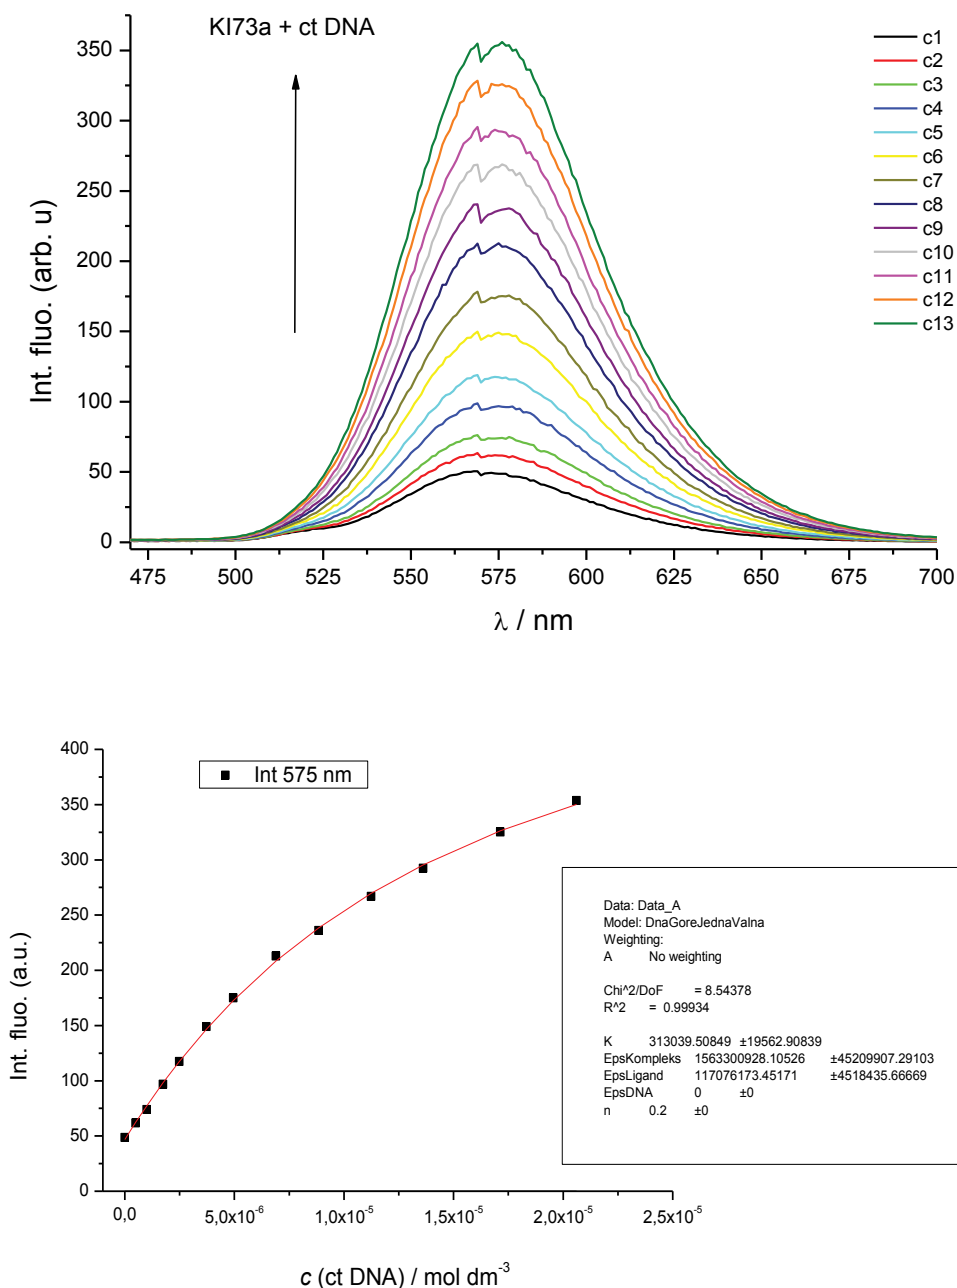 KI73a + ct DNA
Int. fluo. (arb. u)
350
300
250
200
150
100
50
0
475 500 525 550 575 600 625 650 675 700
λ / nm
c1
c2
c3
c4
c5
c6
c7
c8
c9
c10
c11
c12
c13
Int 575 nm
Int. fluo. (a.u.)
400
350
300
250
200
150
100
50
0
0,0 5,0x10⁻⁶ 1,0x10⁻⁵ 1,5x10⁻⁵ 2,0x10⁻⁵ 2,5x10⁻⁵
c (ct DNA) / mol dm⁻³
Data: Data_A
Model: DnaGoreJednaValna
Weighting:
A No weighting
Chi^2/DoF = 8.54378
R^2 = 0.99934
K 313039.50849 ±19562.90839
EpsKompleks 1563300928.10526 ±45209907.29103
EpsLigand 117076173.45171 ±4518435.66669
EpsDNA 0 ±0
n 0.2 ±0